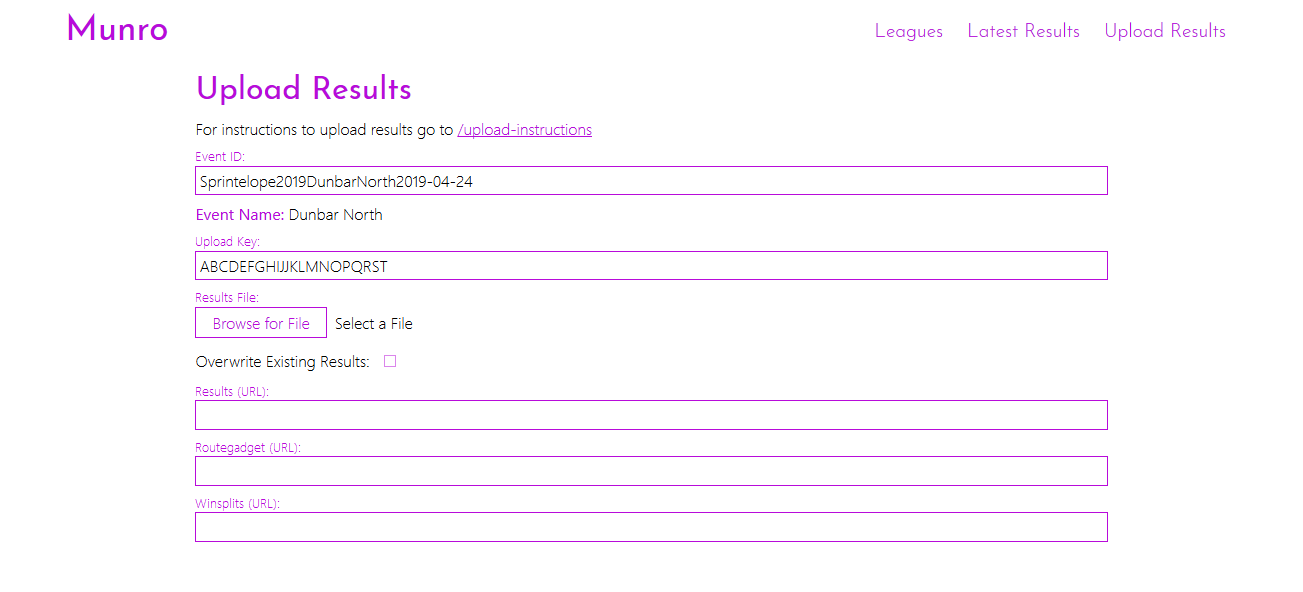 Munro
Leagues Latest Results Upload Results
Upload Results
For instructions to upload results go to /upload-instructions
Event ID:
Sprintelope2019DunbarNorth2019-04-24
Event Name: Dunbar North
Upload Key:
ABCDEFGHIJJKLMNOPQRST
Results File:
Browse for File Select a File
Overwrite Existing Results:
Results (URL):
Routegadget (URL):
Winsplits (URL):